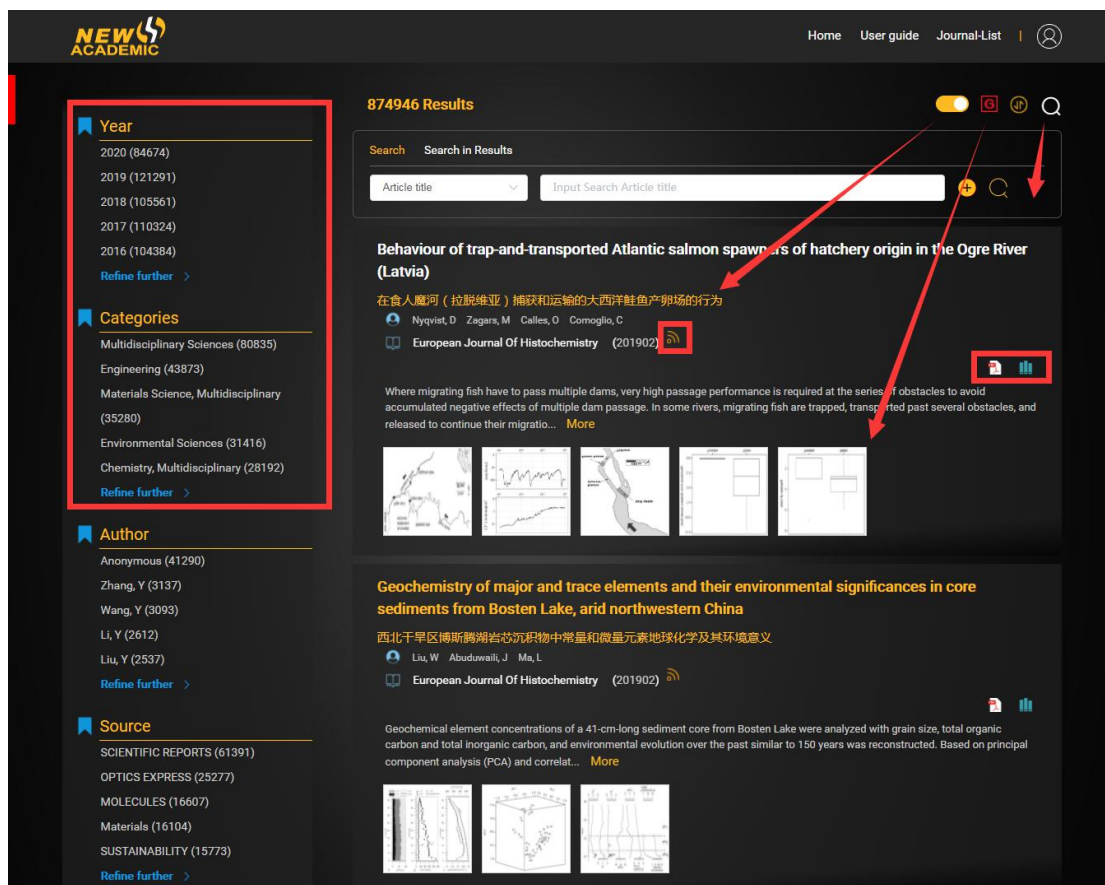 NEW
ACADEMIC
Home User guide Journal-List
Year
2020 (84674)
2019 (121291)
2018 (105561)
2017 (110324)
2016 (104384)
Refine further >
Categories
Multidisciplinary Sciences (80835)
Engineering (43873)
Materials Science, Multidisciplinary
(35280)
Environmental Sciences (31416)
Chemistry, Multidisciplinary (28192)
Refine further >
Author
Anonymous (41290)
Zhang, Y (3137)
Wang, Y (3093)
Li, Y (2612)
Liu, Y (2537)
Refine further >
Source
SCIENTIFIC REPORTS (61391)
OPTICS EXPRESS (25277)
MOLECULES (16607)
Materials (16104)
SUSTAINABILITY (15773)
Refine further >
874946 Results
G
Search Search in Results
Article title
Input Search Article title
Behaviour of trap-and-transported Atlantic salmon spawners of hatchery origin in the Ogre River
(Latvia)
在食人魔河（拉脱维亚）捕获和运输的大西洋鲑鱼产卵场的行为
Nyqvist, D Zagars, M Calles, O Comoglio, C
European Journal Of Histochemistry (201902)
Where migrating fish have to pass multiple dams, very high passage performance is required at the series of obstacles to avoid
accumulated negative effects of multiple dam passage. In some rivers, migrating fish are trapped, transported past several obstacles, and
released to continue their migratio... More
Geochemistry of major and trace elements and their environmental significances in core
sediments from Bosten Lake, arid northwestern China
西北干旱区博斯腾湖岩芯沉积物中常量和微量元素地球化学及其环境意义
Liu, W Abuduwaili, J Ma, L
European Journal Of Histochemistry (201902)
Geochemical element concentrations of a 41-cm-long sediment core from Bosten Lake were analyzed with grain size, total organic
carbon and total inorganic carbon, and environmental evolution over the past similar to 150 years was reconstructed. Based on principal
component analysis (PCA) and correlat... More